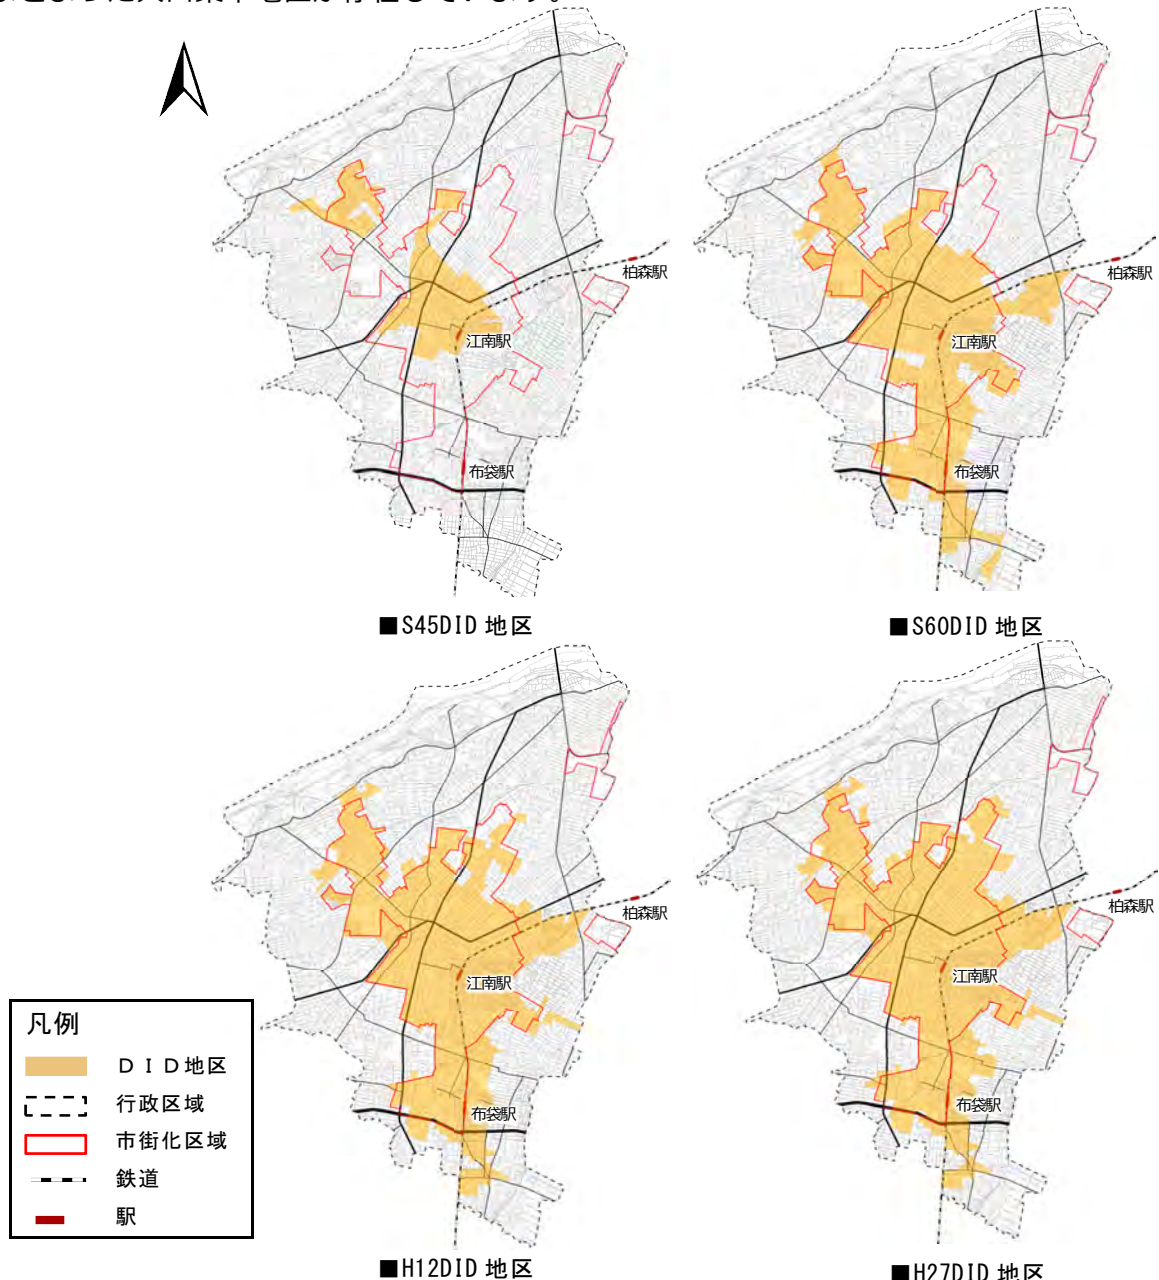 柏森駅
江南駅
布袋駅
■S45DID 地区
柏森駅
江南駅
布袋駅
■S60DID 地区
柏森駅
江南駅
布袋駅
■H12DID 地区
柏森駅
江南駅
布袋駅
■H27DID 地区
凡例
ＤＩＤ地区
行政区域
市街化区域
鉄道
駅